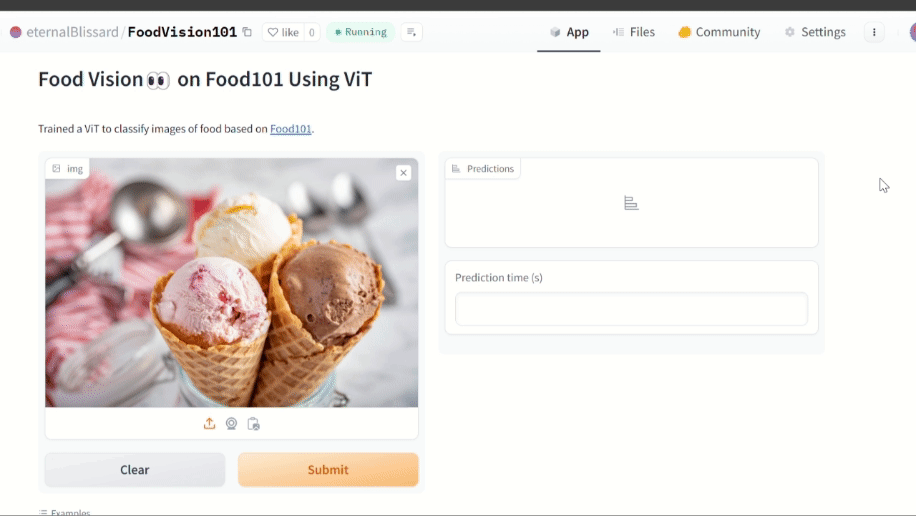 eternalBlissard/FoodVision101 like 0 Running App Files Community Settings
Food Vision👀 on Food101 Using ViT
Trained a ViT to classify images of food based on Food101.
img
Predictions
Prediction time (s)
Clear Submit
Examples